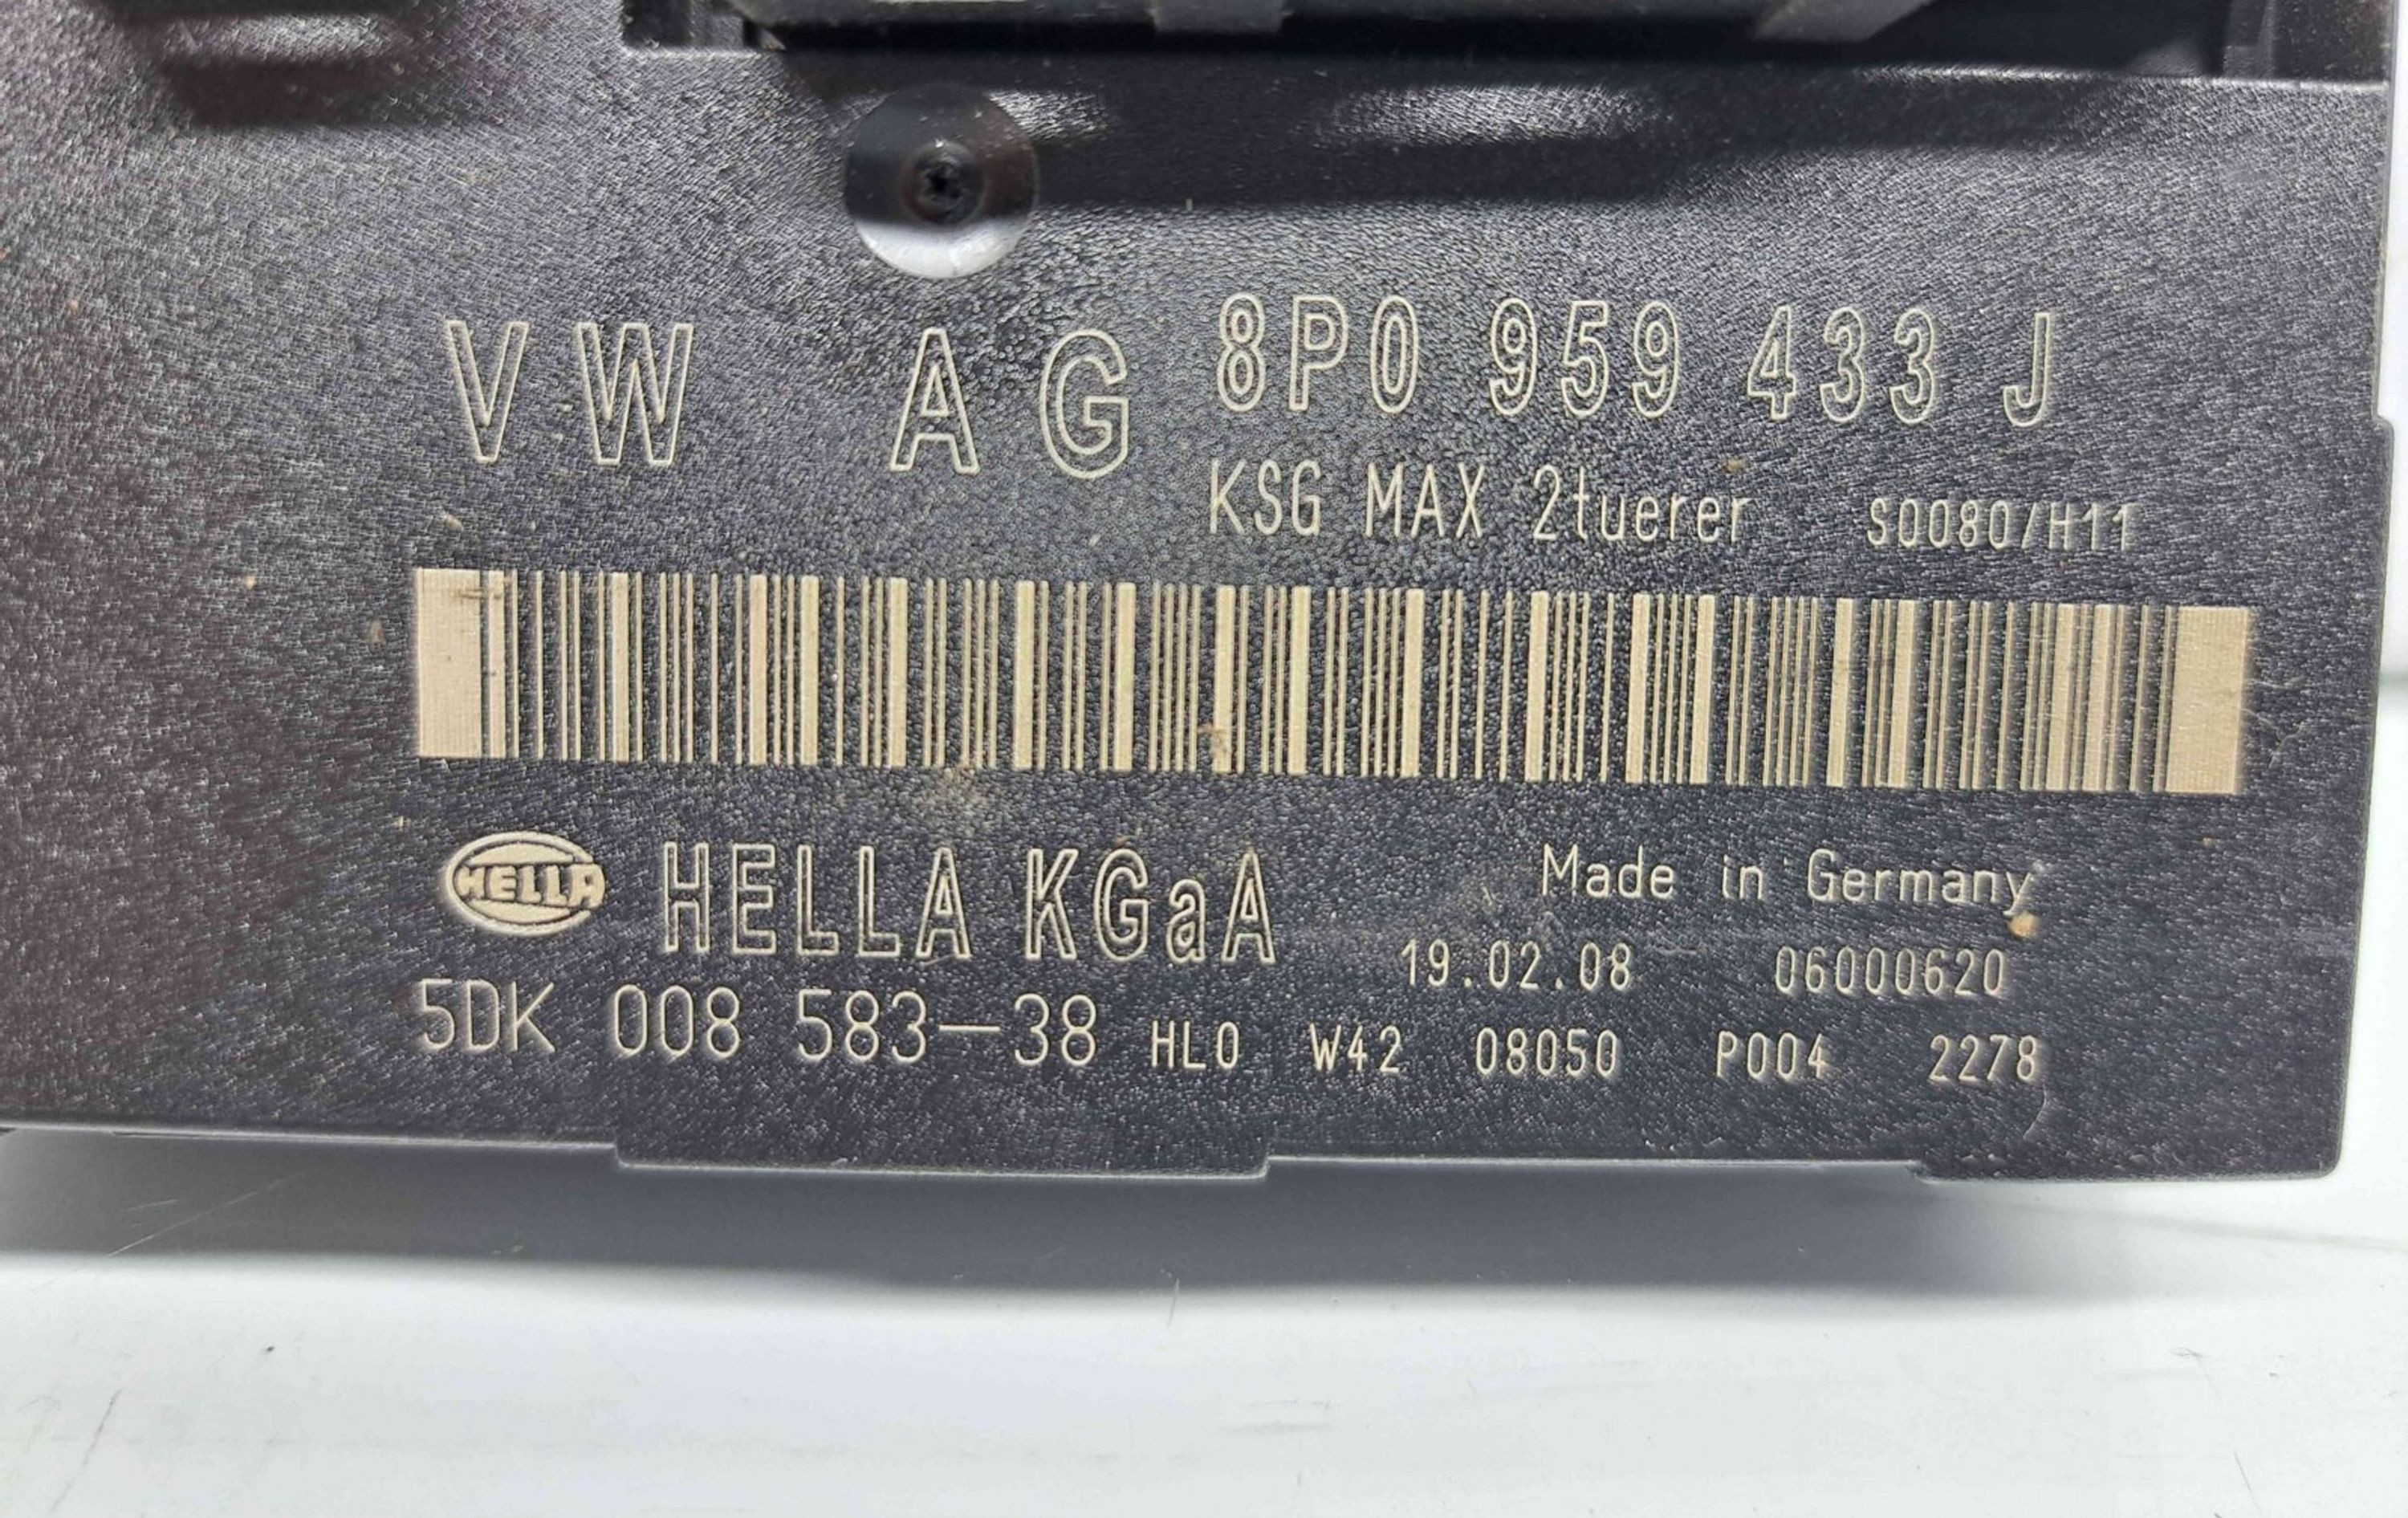 VW AG 8P0 959 433 J
KSG MAX 2tuerer S0080/H11
HELLA HELLA KGaA Made in Germany
19.02.08 06000620
5DK 008 583-38 HLO W42 08050 P004 2278